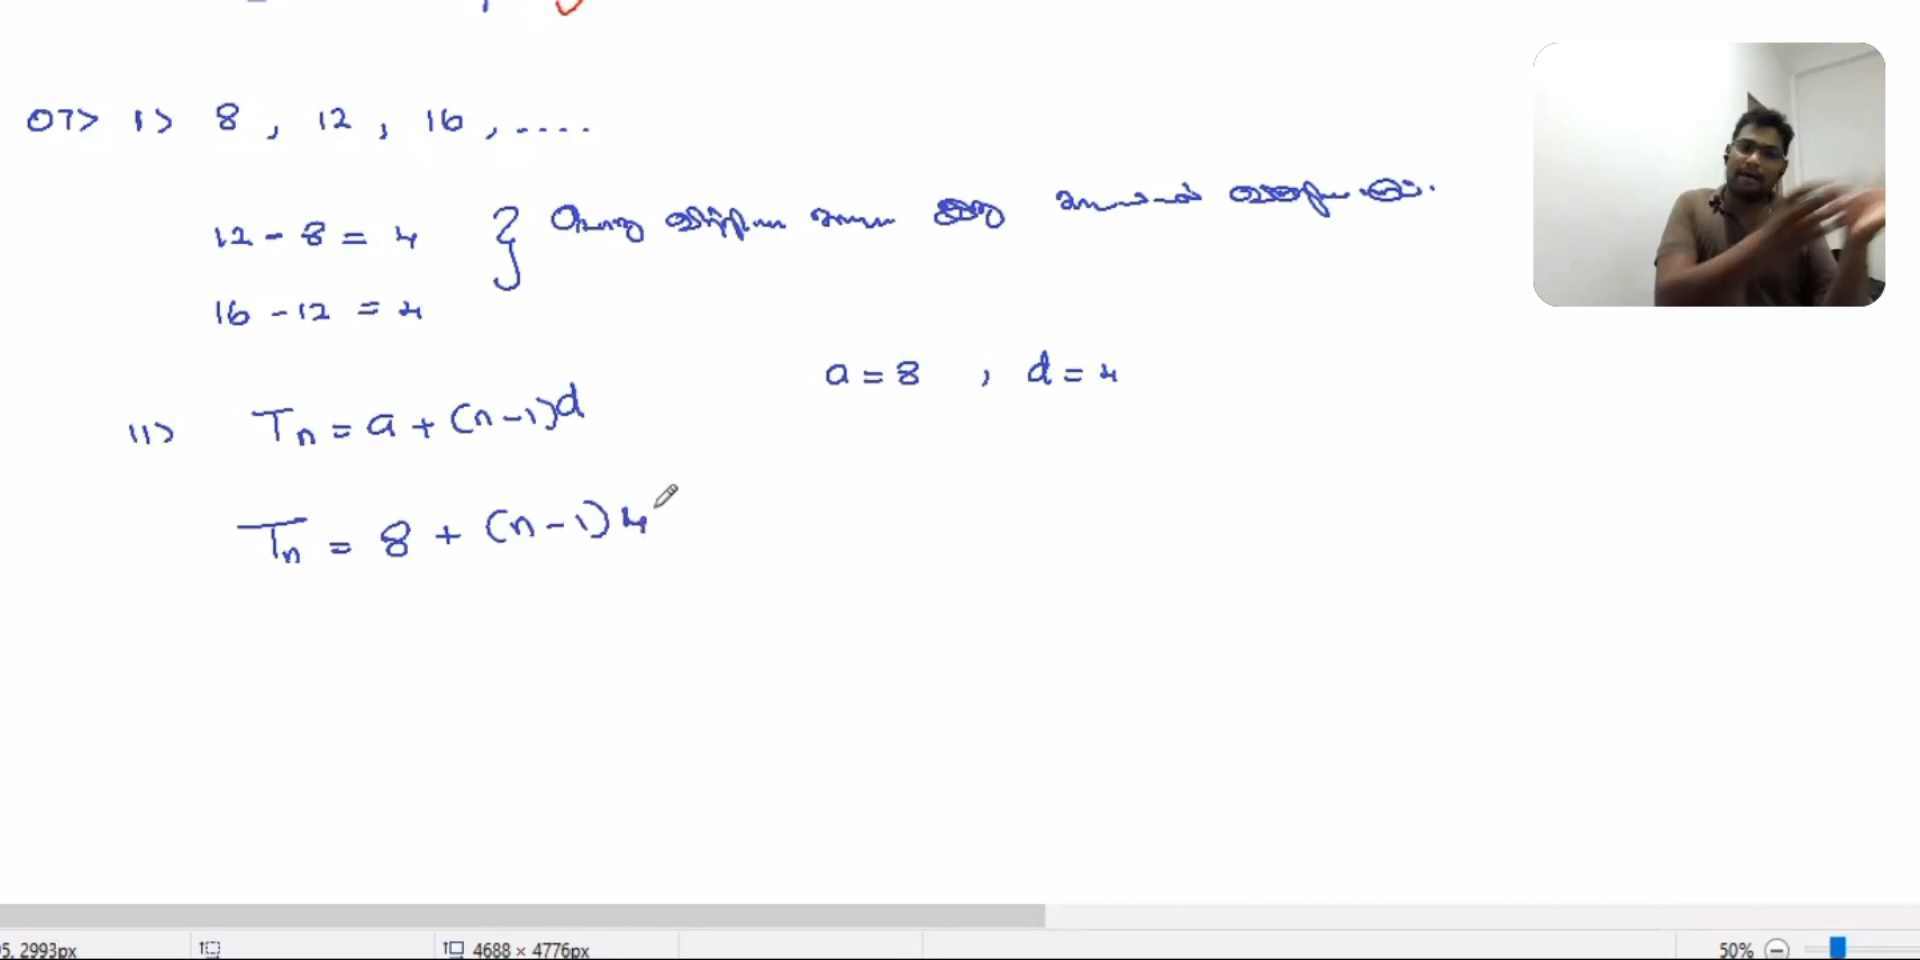 07> i> 8 , 12 , 16 , ....
12 - 8 = 4 }
16 - 12 = 4
a = 8 , d = 4
ii> Tn = a + (n - 1)d
Tn = 8 + (n - 1)4
2993px
4688 × 4776px
50%